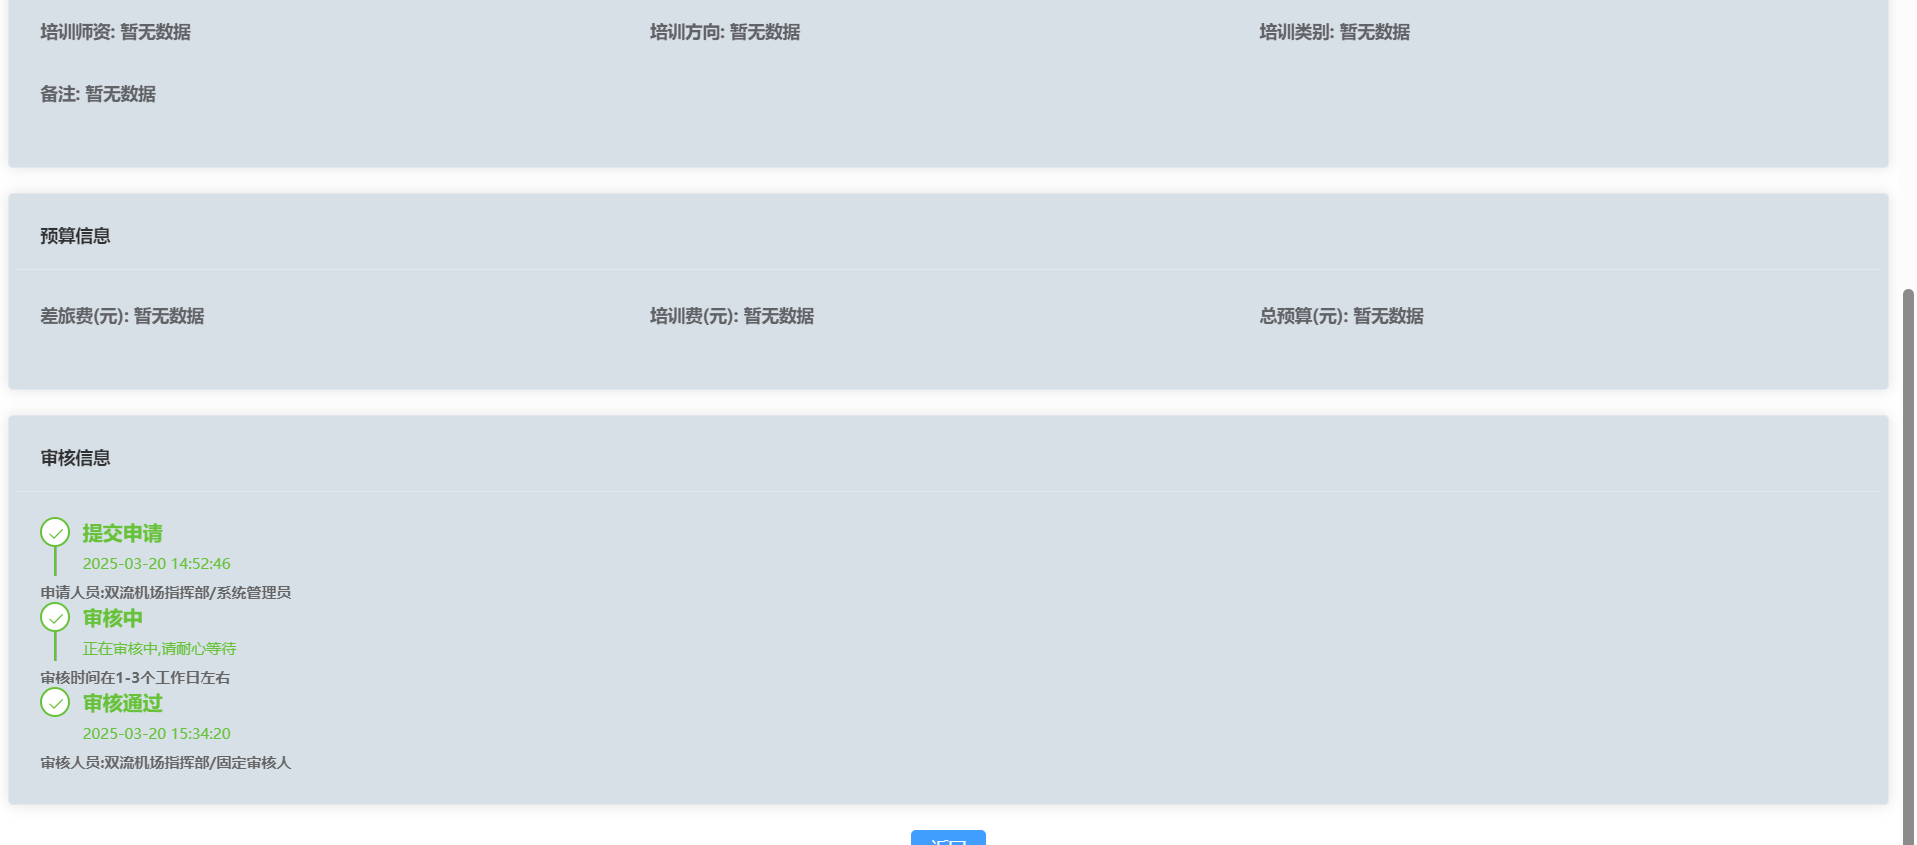 培训师资: 暂无数据
培训方向: 暂无数据
培训类别: 暂无数据
备注: 暂无数据
预算信息
差旅费(元): 暂无数据
培训费(元): 暂无数据
总预算(元): 暂无数据
审核信息
提交申请
2025-03-20 14:52:46
申请人员:双流机场指挥部/系统管理员
审核中
正在审核中,请耐心等待
审核时间在1-3个工作日左右
审核通过
2025-03-20 15:34:20
审核人员:双流机场指挥部/固定审核人
返回